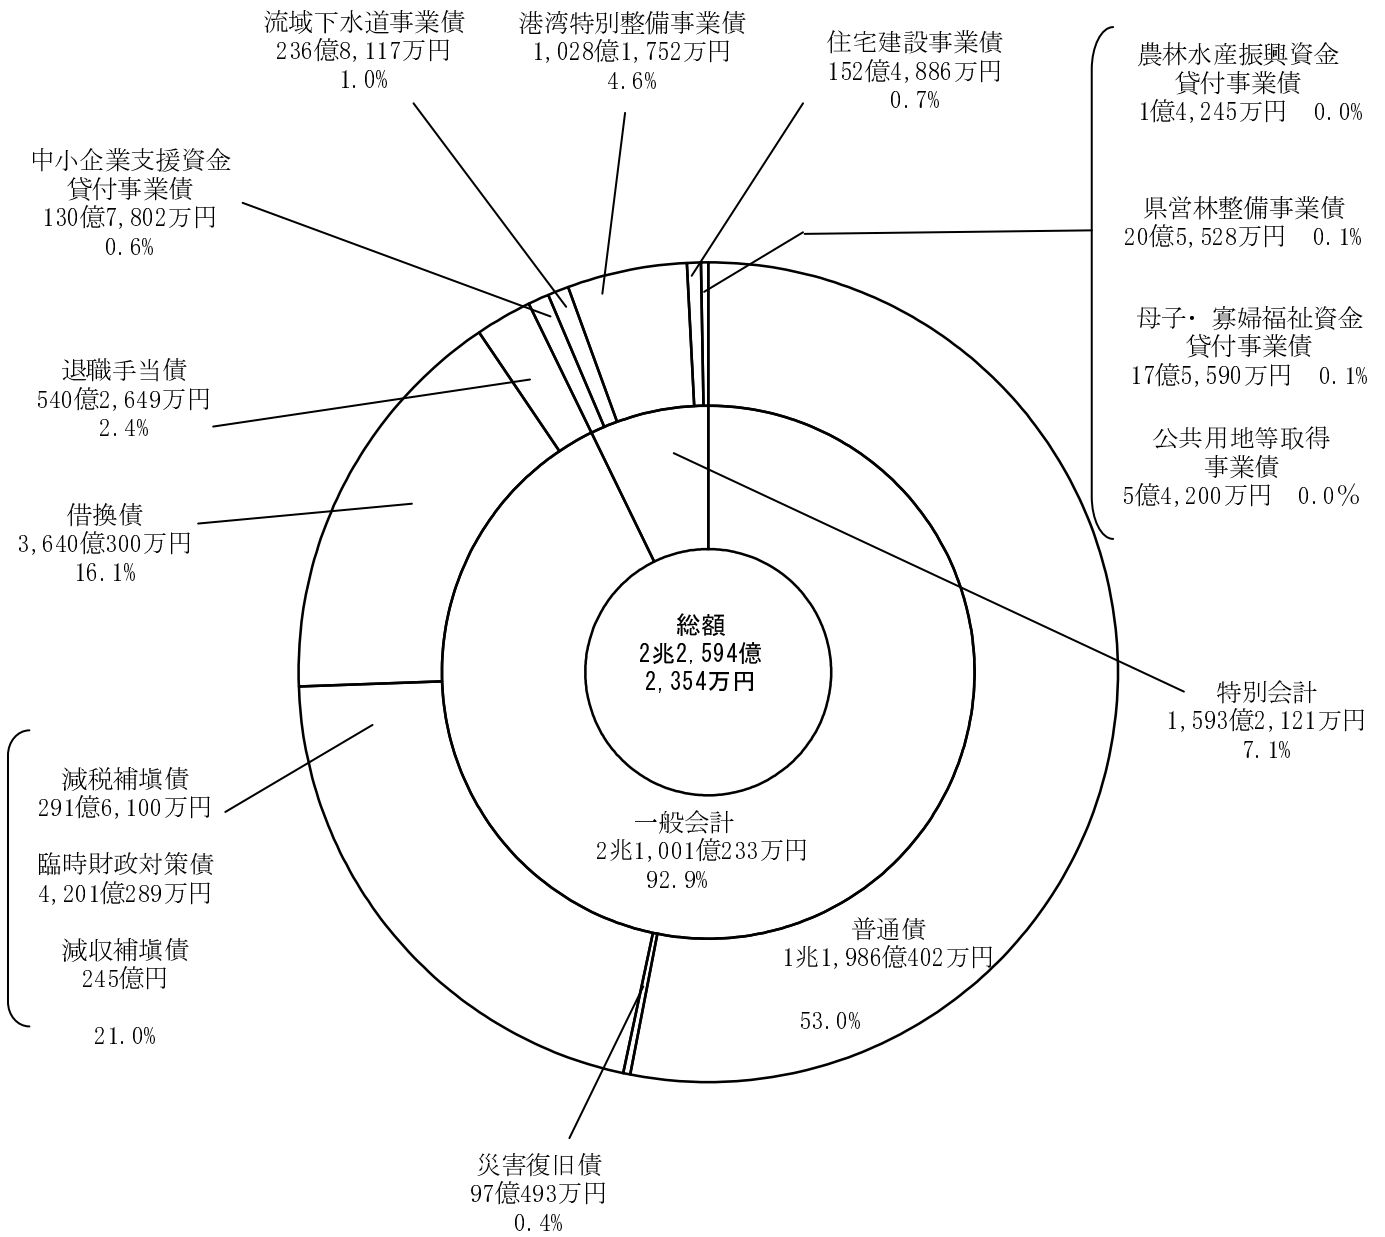 流域下水道事業債
236億8,117万円
1.0%
港湾特別整備事業債
1,028億1,752万円
4.6%
住宅建設事業債
152億4,886万円
0.7%
農林水産振興資金
貸付事業債
1億4,245万円 0.0%
県営林整備事業債
20億5,528万円 0.1%
母子・寡婦福祉資金
貸付事業債
17億5,590万円 0.1%
公共用地等取得
事業債
5億4,200万円 0.0％
中小企業支援資金
貸付事業債
130億7,802万円
0.6%
退職手当債
540億2,649万円
2.4%
借換債
3,640億300万円
16.1%
総額
2兆2,594億
2,354万円
特別会計
1,593億2,121万円
7.1%
減税補塡債
291億6,100万円
臨時財政対策債
4,201億289万円
減収補塡債
245億円
21.0%
一般会計
2兆1,001億233万円
92.9%
普通債
1兆1,986億402万円
53.0%
災害復旧債
97億493万円
0.4%